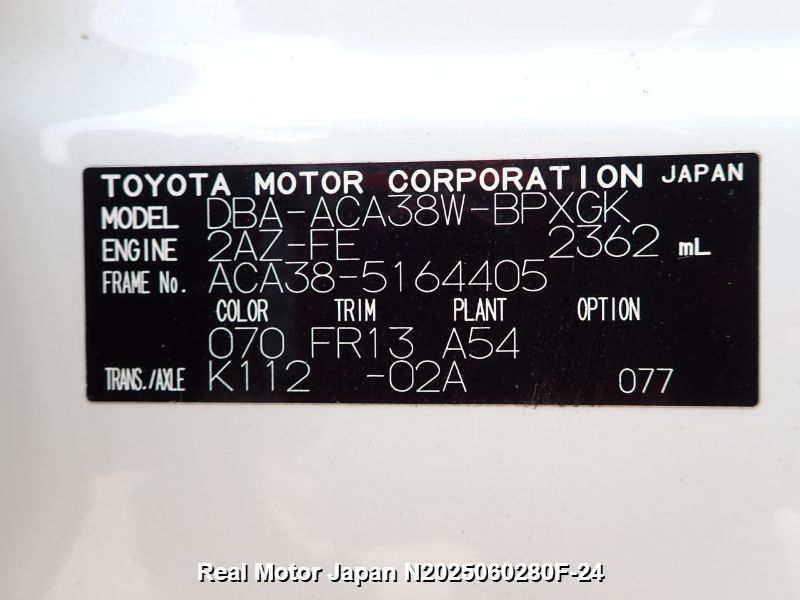 TOYOTA MOTOR CORPORATION JAPAN
MODEL DBA-ACA38W-BPXGK
ENGINE 2AZ-FE 2362 mL
FRAME No. ACA38-5164405
COLOR TRIM PLANT OPTION
070 FR13 A54
TRANS./AXLE K112 -02A 077
Real Motor Japan N2025060280F-24